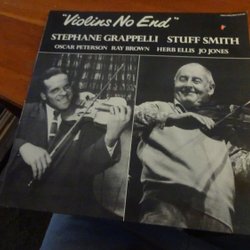 "Violins No End"
STEPHANE GRAPPELLI STUFF SMITH
OSCAR PETERSON RAY BROWN HERB ELLIS JO JONES